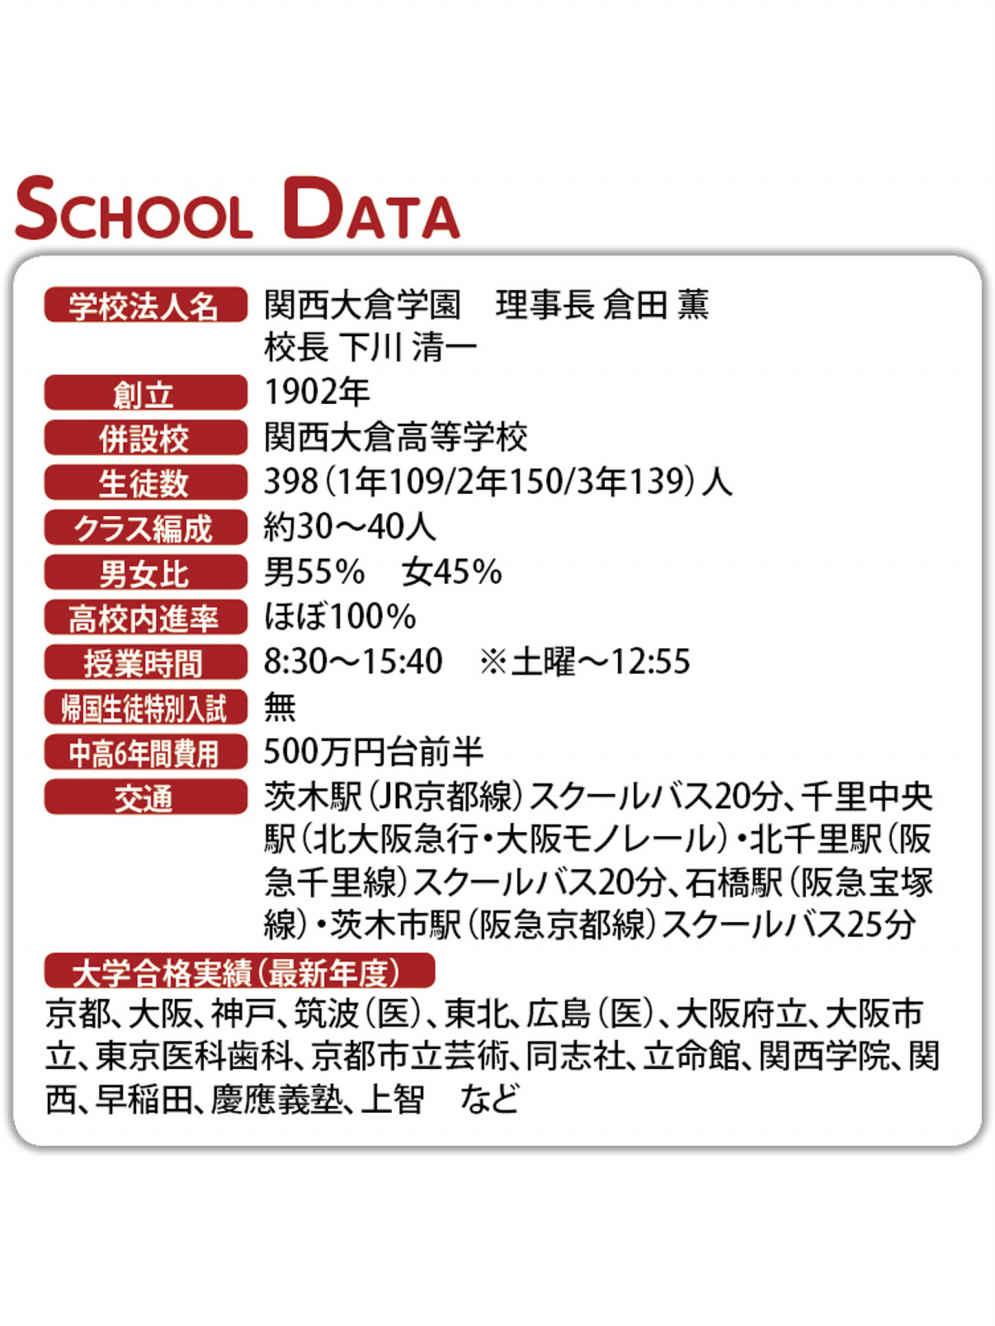 SCHOOL DATA
学校法人名 関西大倉学園　理事長 倉田 薫
校長 下川 清一
創立 1902年
併設校 関西大倉高等学校
生徒数 398（1年109/2年150/3年139）人
クラス編成 約30〜40人
男女比 男55%　女45%
高校内進率 ほぼ100%
授業時間 8:30〜15:40　※土曜〜12:55
帰国生徒特別入試 無
中高6年間費用 500万円台前半
交通 茨木駅（JR京都線）スクールバス20分、千里中央
駅（北大阪急行・大阪モノレール）・北千里駅（阪
急千里線）スクールバス20分、石橋駅（阪急宝塚
線）・茨木市駅（阪急京都線）スクールバス25分
大学合格実績（最新年度）
京都、大阪、神戸、筑波（医）、東北、広島（医）、大阪府立、大阪市
立、東京医科歯科、京都市立芸術、同志社、立命館、関西学院、関
西、早稲田、慶應義塾、上智　など